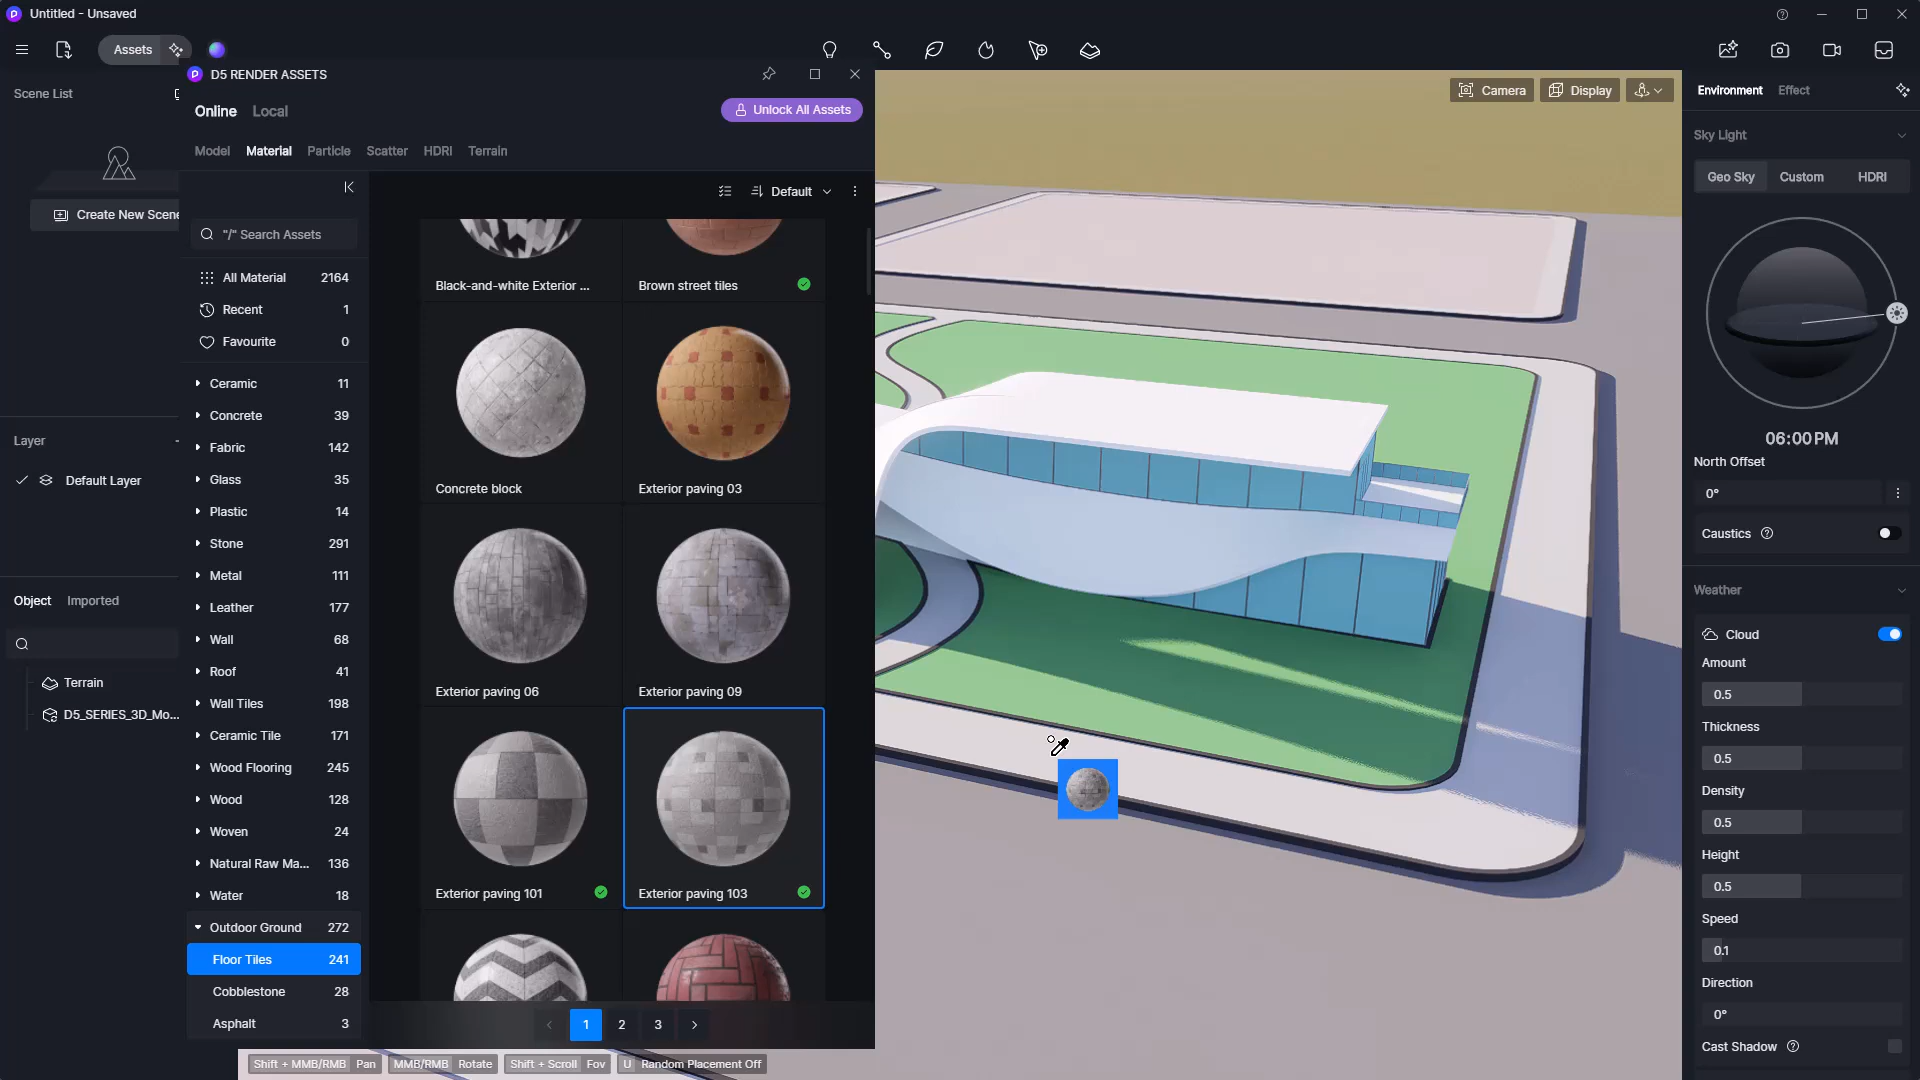 Untitled - Unsaved
Assets
D5 RENDER ASSETS
Scene List
Online
Local
Unlock All Assets
Camera
Display
Environment
Effect
Model
Material
Particle
Scatter
HDRI
Terrain
Sky Light
Geo Sky
Custom
HDRI
Default
Create New Scene
"/" Search Assets
All Material 2164
Recent 1
Favourite 0
Black-and-white Exterior ...
Brown street tiles
Ceramic 11
Concrete 39
Fabric 142
Glass 35
Plastic 14
Stone 291
Metal 111
Leather 177
Wall 68
Roof 41
Wall Tiles 198
Ceramic Tile 171
Wood Flooring 245
Wood 128
Woven 24
Natural Raw Ma... 136
Water 18
Outdoor Ground 272
Floor Tiles 241
Cobblestone 28
Asphalt 3
Layer
Default Layer
Object
Imported
Terrain
D5_SERIES_3D_Mo...
Concrete block
Exterior paving 03
Exterior paving 06
Exterior paving 09
Exterior paving 101
Exterior paving 103
1
2
3
06:00PM
North Offset
0°
Caustics
Weather
Cloud
Amount
0.5
Thickness
0.5
Density
0.5
Height
0.5
Speed
0.1
Direction
0°
Cast Shadow
Shift + MMB/RMB Pan
MMB/RMB Rotate
Shift + Scroll Fov
U Random Placement Off